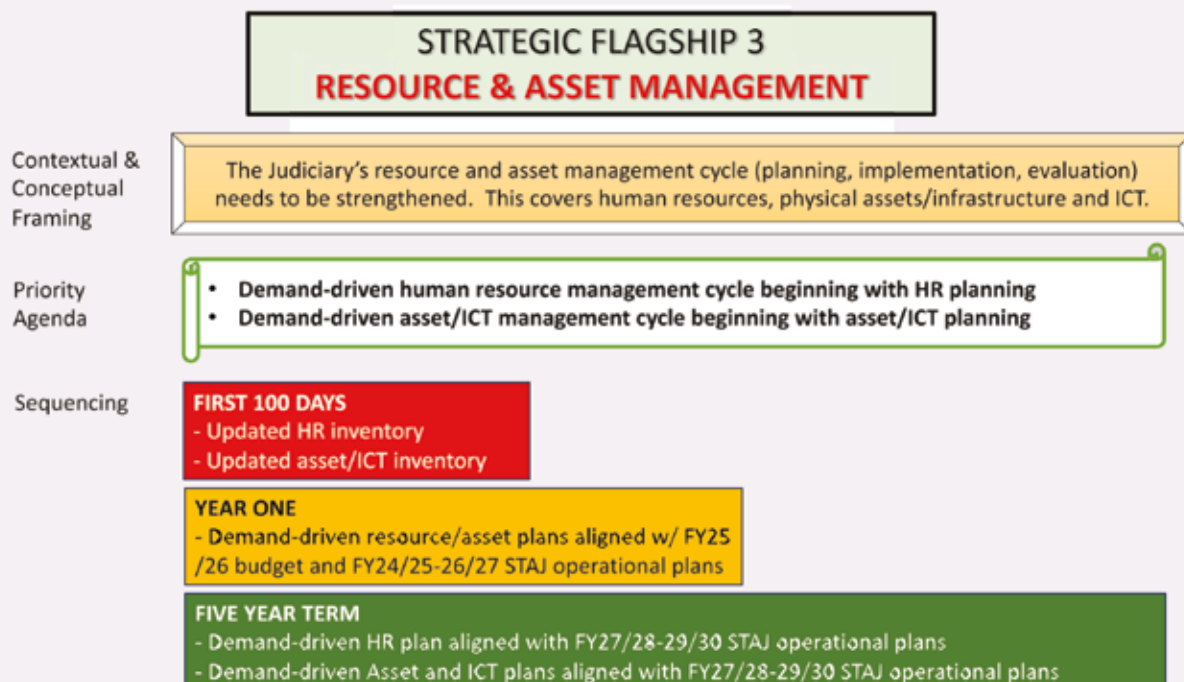 STRATEGIC FLAGSHIP 3
RESOURCE & ASSET MANAGEMENT
Contextual &
Conceptual
Framing
The Judiciary's resource and asset management cycle (planning, implementation, evaluation)
needs to be strengthened. This covers human resources, physical assets/infrastructure and ICT.
Priority
Agenda
• Demand-driven human resource management cycle beginning with HR planning
• Demand-driven asset/ICT management cycle beginning with asset/ICT planning
Sequencing
FIRST 100 DAYS
- Updated HR inventory
- Updated asset/ICT inventory
YEAR ONE
- Demand-driven resource/asset plans aligned w/ FY25
/26 budget and FY24/25-26/27 STAJ operational plans
FIVE YEAR TERM
- Demand-driven HR plan aligned with FY27/28-29/30 STAJ operational plans
- Demand-driven Asset and ICT plans aligned with FY27/28-29/30 STAJ operational plans